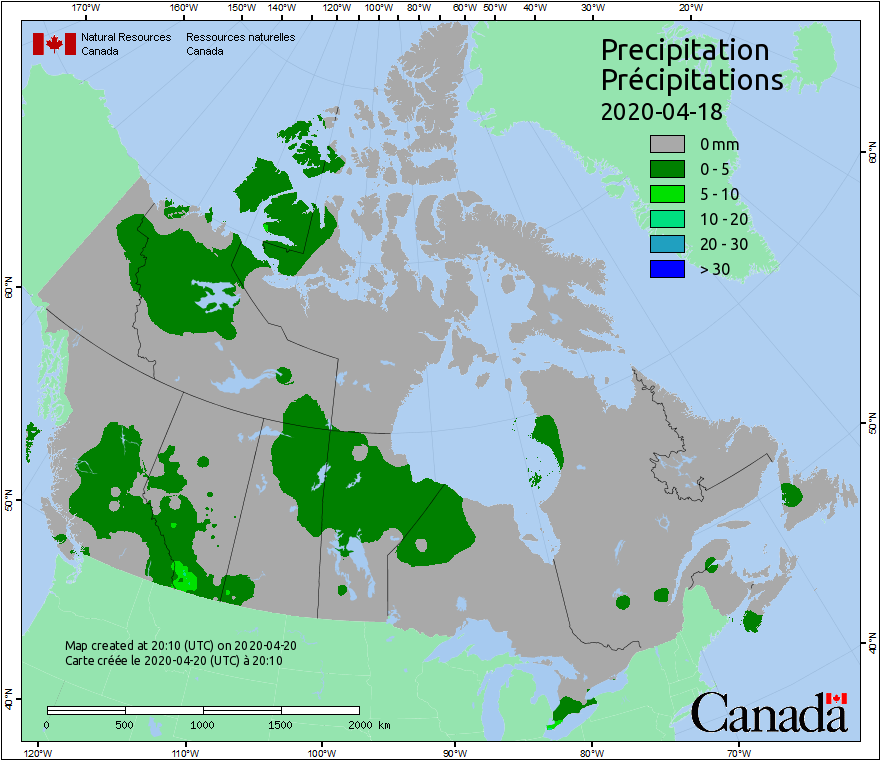 170°W 160°W 150°W 140°W 130°W 120°W 110°W 100°W 90°W 80°W 70°W 60°W 50°W 40°W 30°W 20°W
Natural Resources Ressources naturelles
Canada Canada
Precipitation
Précipitations
2020-04-18
0 mm
0 - 5
5 - 10
10 - 20
20 - 30
> 30
60°N
60°N
50°N
50°N
40°N
40°N
Map created at 20:10 (UTC) on 2020-04-20
Carte créée le 2020-04-20 (UTC) à 20:10
0 500 1000 1500 2000 km
Canada
120°W 110°W 100°W 90°W 80°W 70°W